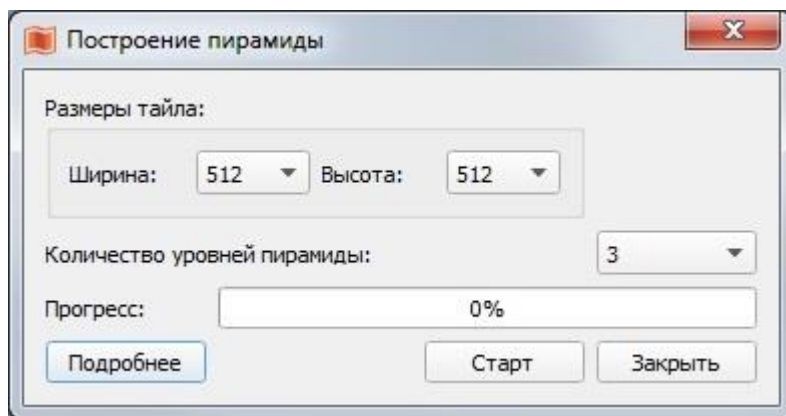 Построение пирамиды
Размеры тайла:
Ширина: 512 Высота: 512
Количество уровней пирамиды: 3
Прогресс: 0%
Подробнее Старт Закрыть